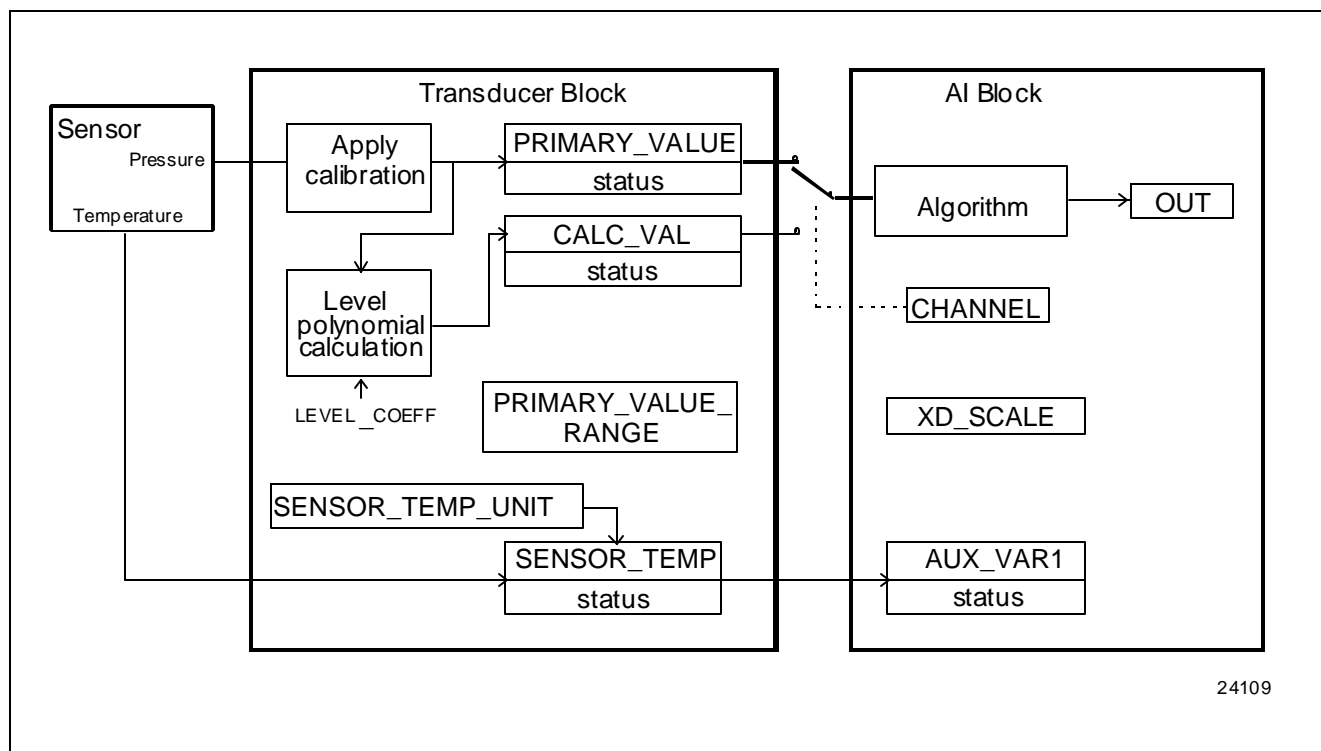 Transducer Block
AI Block
Sensor
Pressure
Temperature
Apply
calibration
PRIMARY_VALUE
status
CALC_VAL
status
Algorithm
OUT
Level
polynomial
calculation
LEVEL_COEFF
CHANNEL
PRIMARY_VALUE_
RANGE
XD_SCALE
SENSOR_TEMP_UNIT
SENSOR_TEMP
status
AUX_VAR1
status
24109